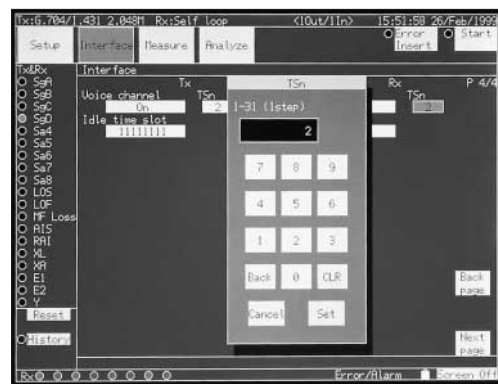 Tx:G.704/1.431 2.048M Rx:Self loop <1Out/1In> 15:51:58 26/Feb/1999
Setup Interface Measure Analyze Error Insert Start
Tx&Rx Interface
Tx TSn Rx P 4/4
SgA
SgB Voice channel TSn 1-31 (1step) TSn
SgC On 2 2
SgD Idle time slot 2
Sa4 11111111
Sa5
Sa6
Sa7 7 8 9
Sa8
LOS
LOF 4 5 6
MF Loss
AIS
RAI 1 2 3
XL
XA
E1 Back 0 CLR Back
E2 page
Y
Reset Cancel Set
History Next
page
Rx Error/Alarm Screen Off